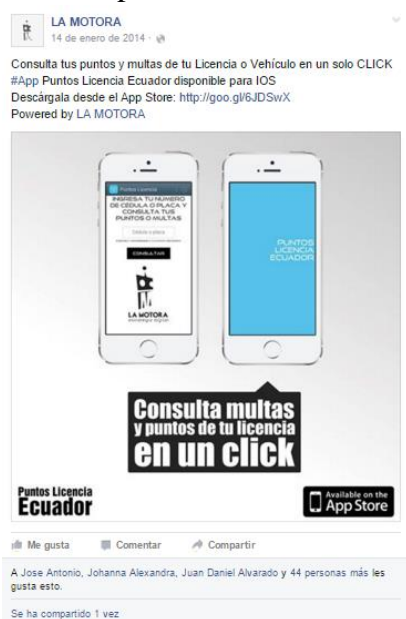 LA MOTORA
14 de enero de 2014 ·
Consulta tus puntos y multas de tu Licencia o Vehículo en un solo CLICK
#App Puntos Licencia Ecuador disponible para IOS
Descárgala desde el App Store: http://goo.gl/6JDSwX
Powered by LA MOTORA
Puntos Licencia
INGRESA TU NÚMERO
DE CÉDULA O PLACA Y
CONSULTA TUS
PUNTOS O MULTAS
CONSULTAR
LA MOTORA
PUNTOS
LICENCIA
ECUADOR
Consulta multas
y puntos de tu licencia
en un click
Puntos Licencia
Ecuador
Available on the
App Store
Me gusta Comentar Compartir
A Jose Antonio, Johanna Alexandra, Juan Daniel Alvarado y 44 personas más les
gusta esto.
Se ha compartido 1 vez